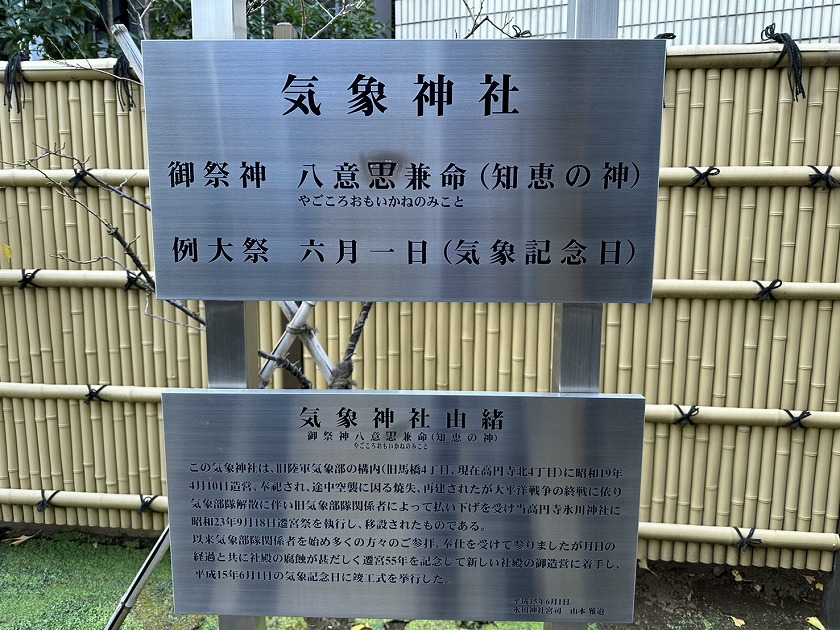 気象神社
御祭神 八意思兼命(知恵の神)
やごころおもいかねのみこと
例大祭 六月一日(気象記念日)
気象神社由緒
御祭神八意思兼命(知恵の神)
やごころおもいかねのみこと
この気象神社は、旧陸軍気象部の構内(旧馬橋4丁目、現在高円寺北4丁目)に昭和19年
4月10日造営、奉祀され、途中空襲に因る焼失、再建されたが太平洋戦争の終戦に依り
気象部隊解散に伴い旧気象部隊関係者によって払い下げを受け当高円寺氷川神社に
昭和23年9月18日遷宮祭を執行し、移設されたものである。
以来気象部隊関係者を始め多くの方々のご参拝、奉仕を受けて参りましたが月日の
経過と共に社殿の腐蝕が甚だしく遷宮55年を記念して新しい社殿の御造営に着手し、
平成15年6月1日の気象記念日に竣工式を挙行した。
平成15年6月1日
氷川神社宮司 山本 雅道